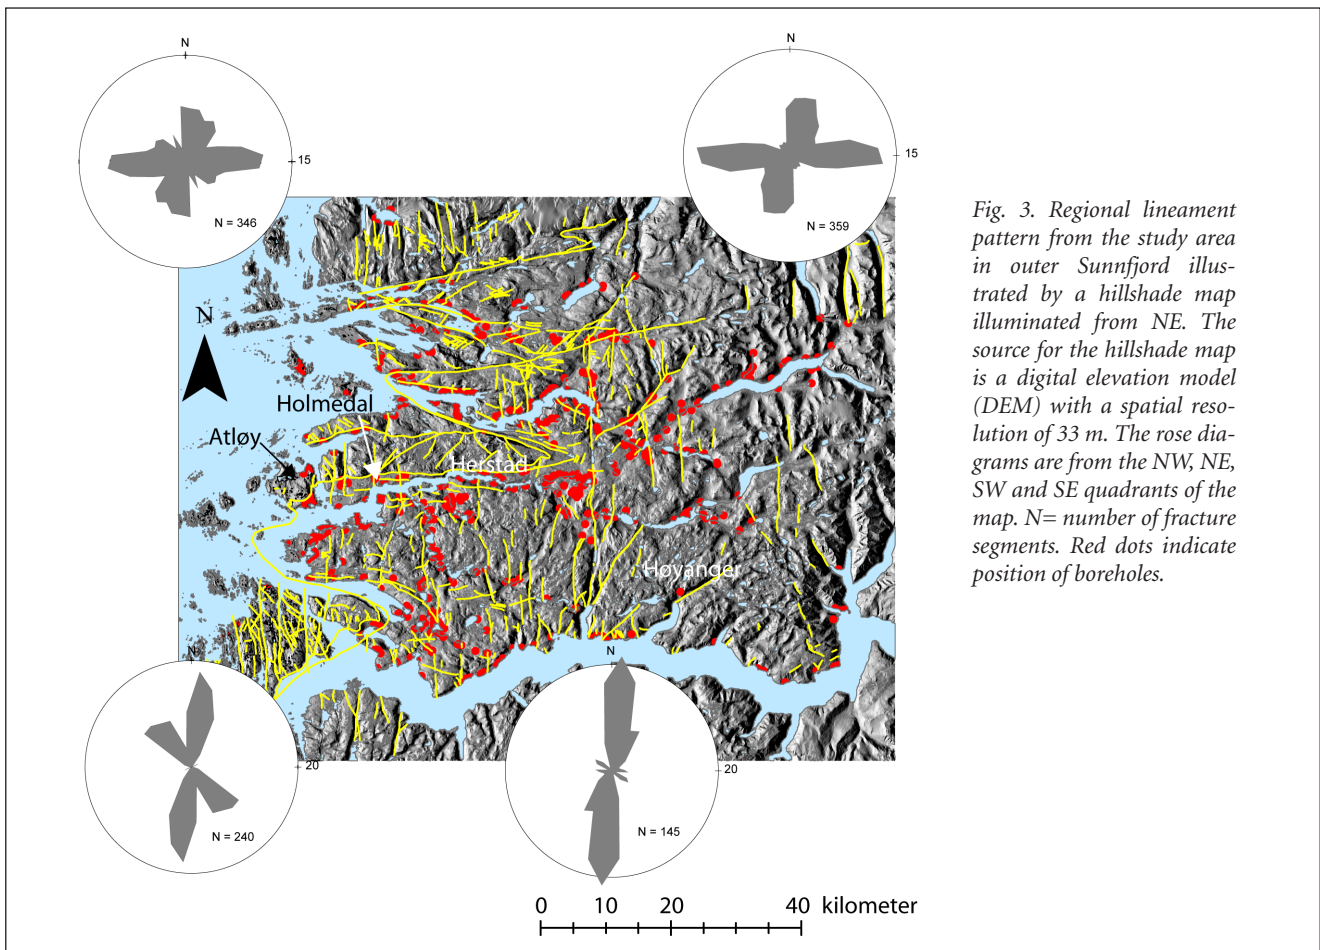 N
15
N = 346
N
15
N = 359
N
Holmedal
Atløy
Herstad
Høyanger
N
20
N = 240
N
20
N = 145
0 10 20 40 kilometer
Fig. 3. Regional lineament
pattern from the study area
in outer Sunnfjord illus-
trated by a hillshade map
illuminated from NE. The
source for the hillshade map
is a digital elevation model
(DEM) with a spatial reso-
lution of 33 m. The rose dia-
grams are from the NW, NE,
SW and SE quadrants of the
map. N= number of fracture
segments. Red dots indicate
position of boreholes.